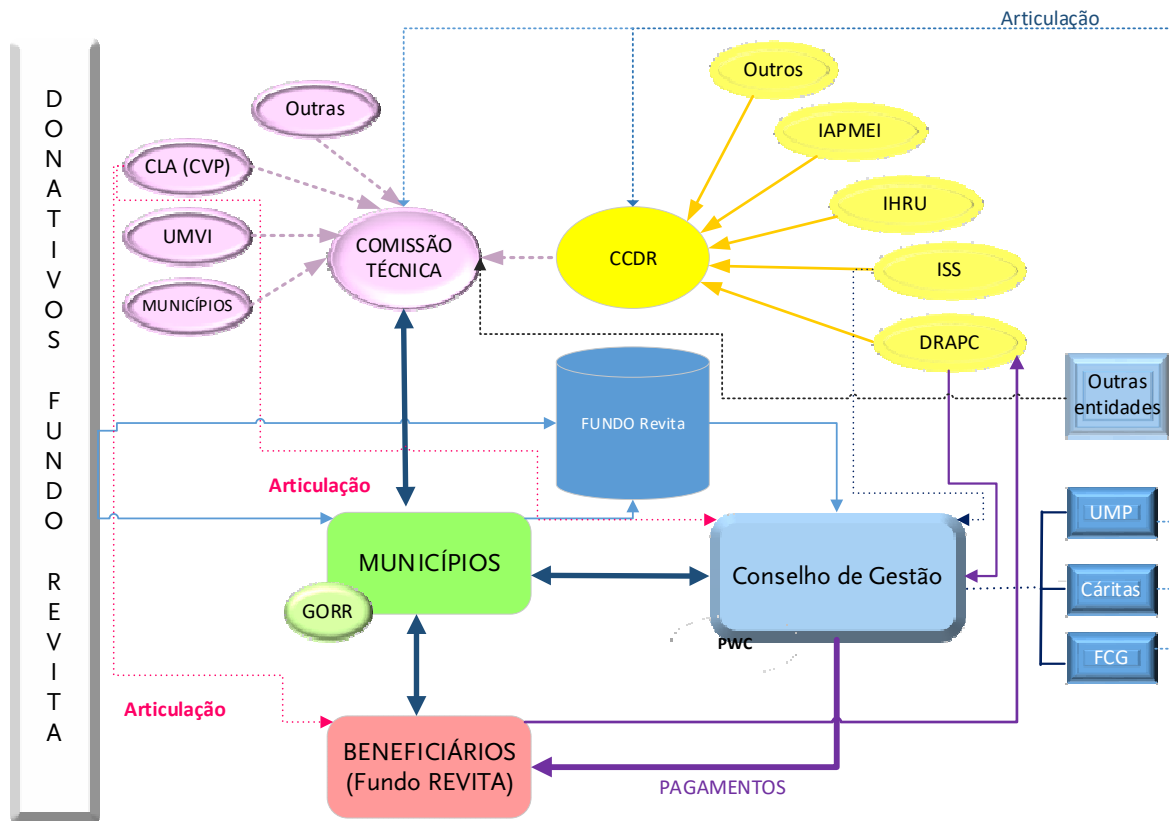 Articulação
DONATIVOS FUNDO REVITA
Outras
CLA (CVP)
UMVI
MUNICÍPIOS
COMISSÃO
TÉCNICA
CCDR
Outros
IAPMEI
IHRU
ISS
DRAPC
Outras
entidades
FUNDO Revita
Articulação
MUNICÍPIOS
GORR
Conselho de Gestão
PWC
UMP
Cáritas
FCG
Articulação
BENEFICIÁRIOS
(Fundo REVITA)
PAGAMENTOS